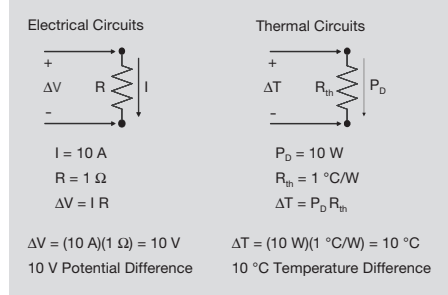 Electrical Circuits
+
ΔV
R
I
-
I = 10 A
R = 1 Ω
ΔV = I R
ΔV = (10 A)(1 Ω) = 10 V
10 V Potential Difference
Thermal Circuits
+
ΔT
Rth
PD
-
PD = 10 W
Rth = 1 °C/W
ΔT = PD Rth
ΔT = (10 W)(1 °C/W) = 10 °C
10 °C Temperature Difference